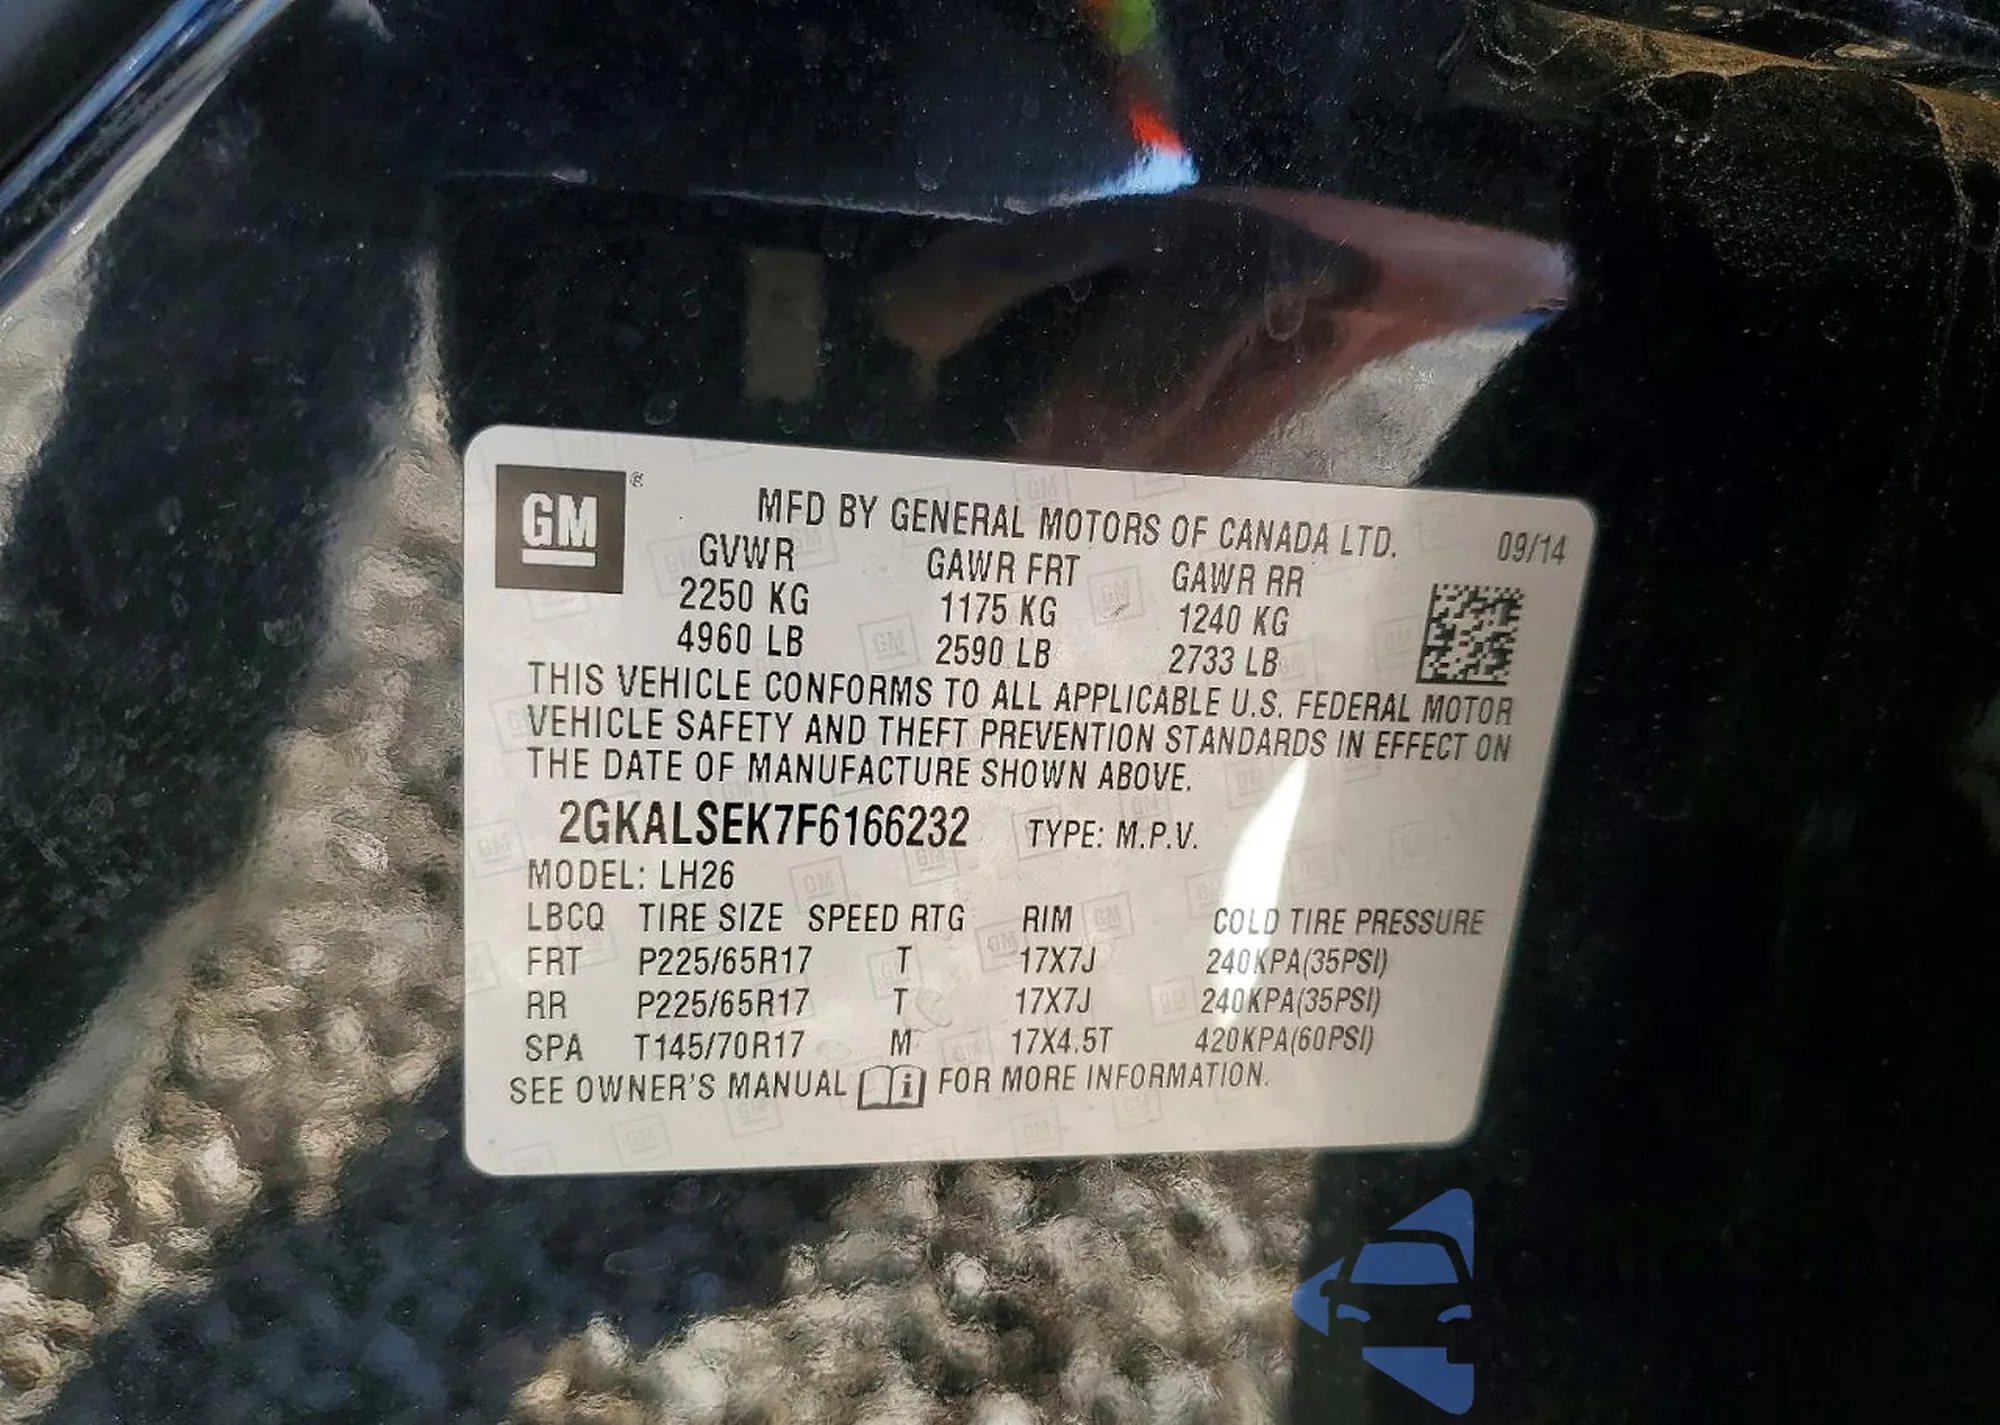 GM®
MFD BY GENERAL MOTORS OF CANADA LTD. 09/14
GVWR GAWR FRT GAWR RR
2250 KG 1175 KG 1240 KG
4960 LB 2590 LB 2733 LB
THIS VEHICLE CONFORMS TO ALL APPLICABLE U.S. FEDERAL MOTOR
VEHICLE SAFETY AND THEFT PREVENTION STANDARDS IN EFFECT ON
THE DATE OF MANUFACTURE SHOWN ABOVE.
2GKALSEK7F6166232 TYPE: M.P.V.
MODEL: LH26
LBCQ TIRE SIZE SPEED RTG RIM COLD TIRE PRESSURE
FRT P225/65R17 T 17X7J 240KPA(35PSI)
RR P225/65R17 T 17X7J 240KPA(35PSI)
SPA T145/70R17 M 17X4.5T 420KPA(60PSI)
SEE OWNER'S MANUAL i FOR MORE INFORMATION.